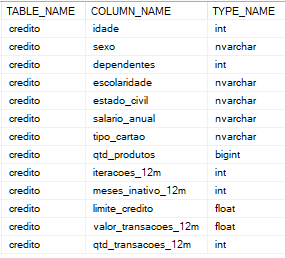 TABLE_NAME COLUMN_NAME TYPE_NAME
credito idade int
credito sexo nvarchar
credito dependentes int
credito escolaridade nvarchar
credito estado_civil nvarchar
credito salario_anual nvarchar
credito tipo_cartao nvarchar
credito qtd_produtos bigint
credito iteracoes_12m int
credito meses_inativo_12m int
credito limite_credito float
credito valor_transacoes_12m float
credito qtd_transacoes_12m int